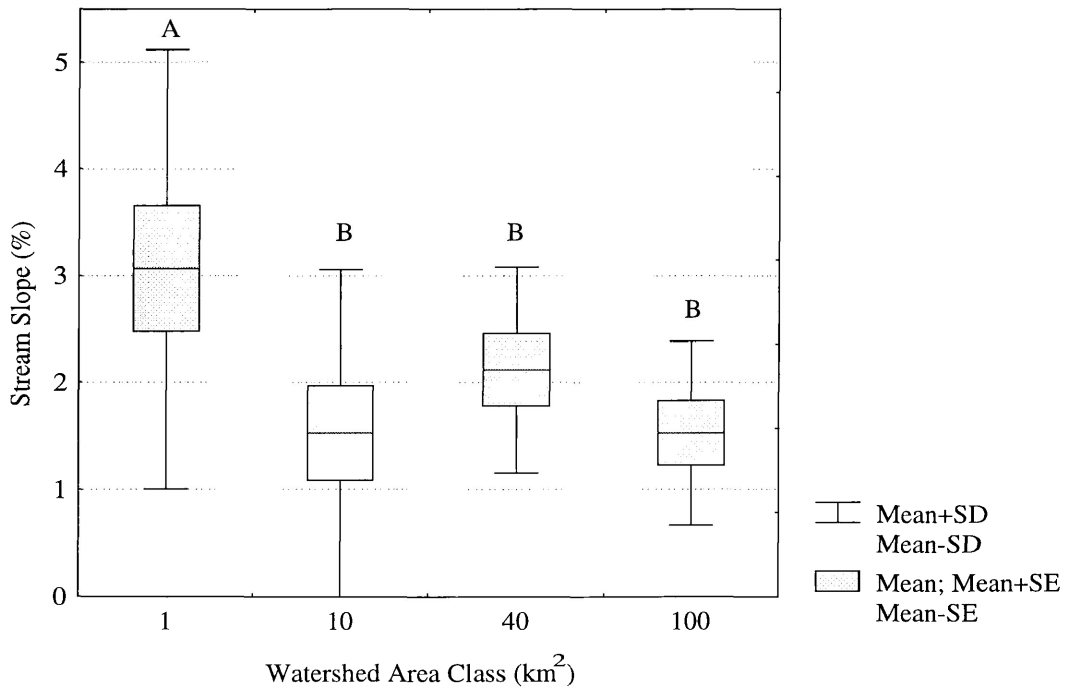 A
5
4
B
B
3
B
2
1
0
Stream Slope (%)
1
10
40
100
Watershed Area Class (km²)
Mean+SD
Mean-SD
Mean; Mean+SE
Mean-SE